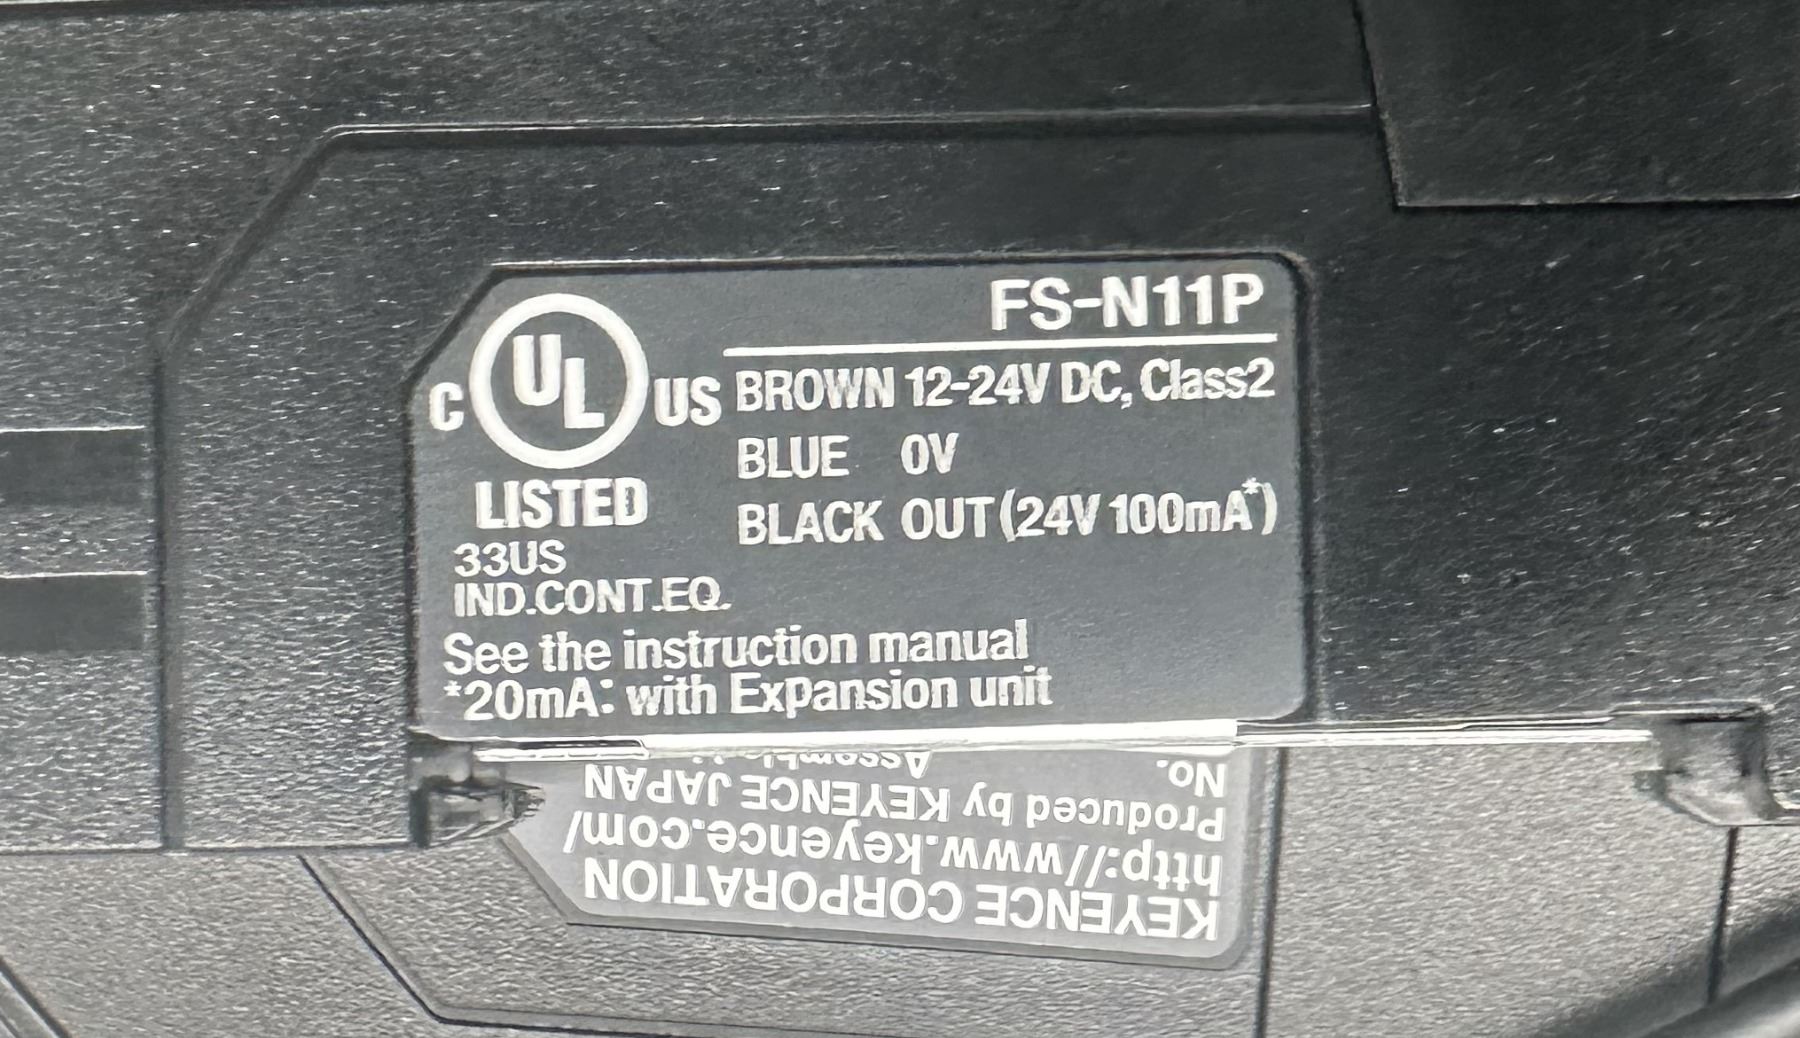 FS-N11P
C UL US
LISTED
33US
IND.CONT.EQ.
BROWN 12-24V DC, Class2
BLUE 0V
BLACK OUT (24V 100mA*)
See the instruction manual
*20mA: with Expansion unit
KEYENCE CORPORATION
http://www.keyence.com/
Produced by KEYENCE JAPAN
No.